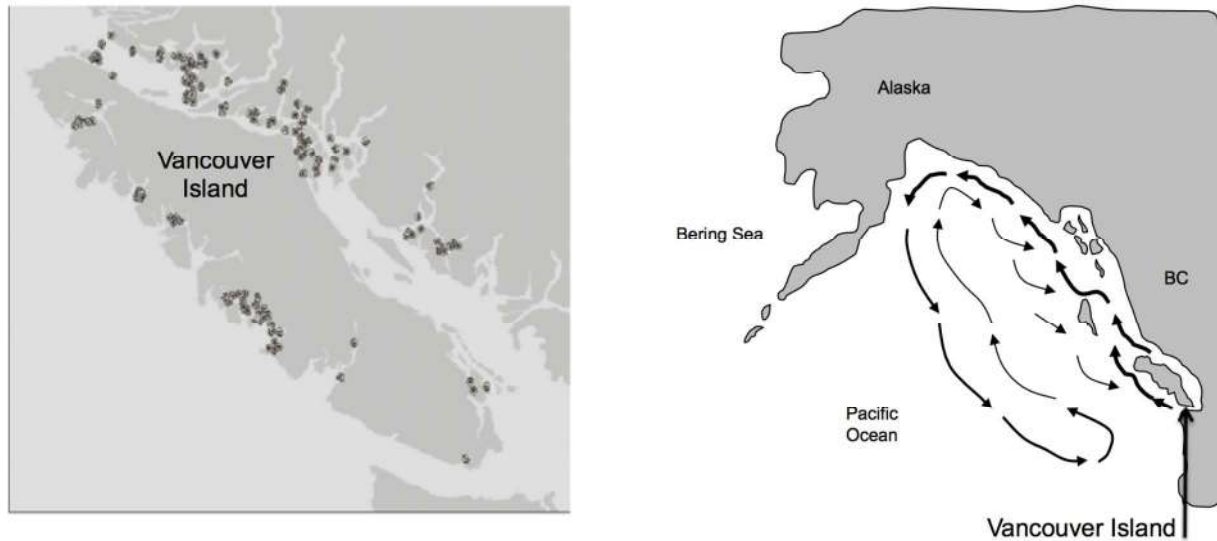 Vancouver
Island
Alaska
Bering Sea
BC
Pacific
Ocean
Vancouver Island